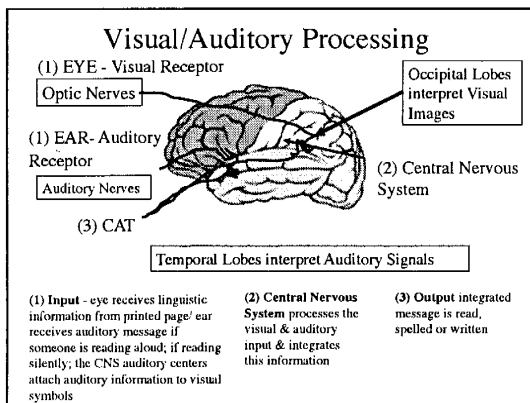 Visual/Auditory Processing
(1) EYE - Visual Receptor
Optic Nerves
Occipital Lobes
interpret Visual
Images
(1) EAR- Auditory
Receptor
Auditory Nerves
(2) Central Nervous
System
(3) CAT
Temporal Lobes interpret Auditory Signals
(1) Input - eye receives linguistic
information from printed page/ ear
receives auditory message if
someone is reading aloud; if reading
silently; the CNS auditory centers
attach auditory information to visual
symbols
(2) Central Nervous
System processes the
visual & auditory
input & integrates
this information
(3) Output integrated
message is read,
spelled or written